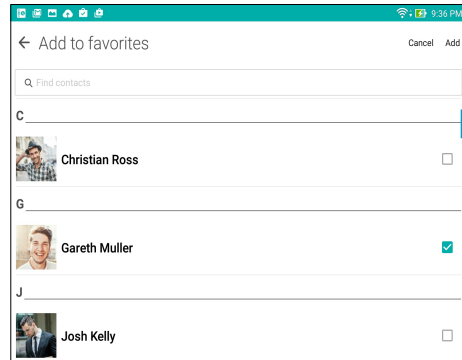 9:36 PM
Add to favorites
Cancel Add
Find contacts
C
Christian Ross
G
Gareth Muller
J
Josh Kelly